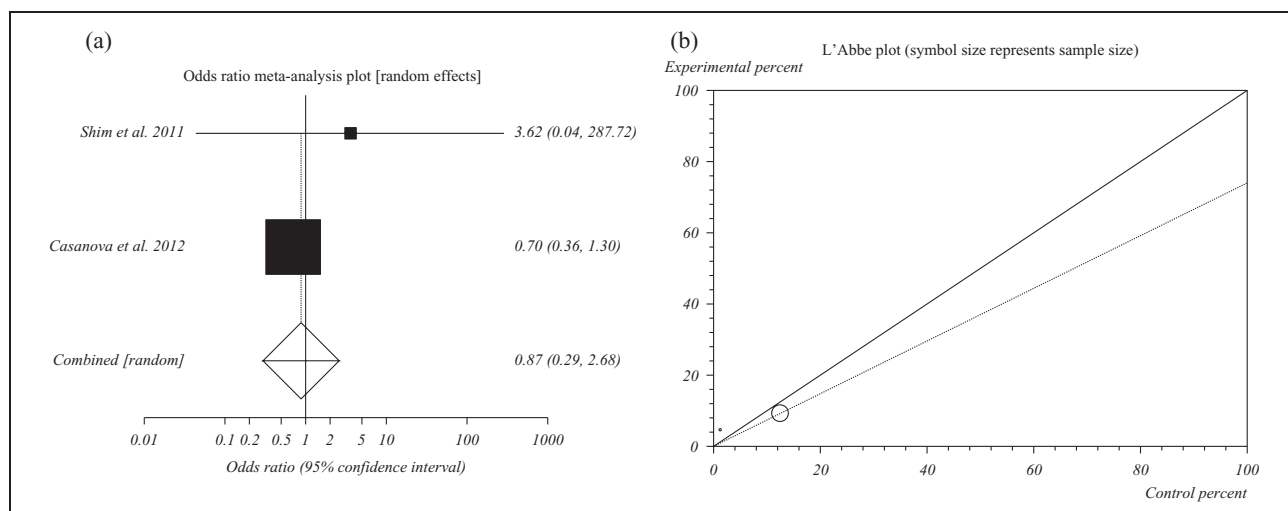 (a)
Odds ratio meta-analysis plot [random effects]
Shim et al. 2011
3.62 (0.04, 287.72)
Casanova et al. 2012
0.70 (0.36, 1.30)
Combined [random]
0.87 (0.29, 2.68)
0.01 0.1 0.2 0.5 1 2 5 10 100 1000
Odds ratio (95% confidence interval)
(b)
L'Abbe plot (symbol size represents sample size)
Experimental percent
100
80
60
40
20
0
0 20 40 60 80 100
Control percent